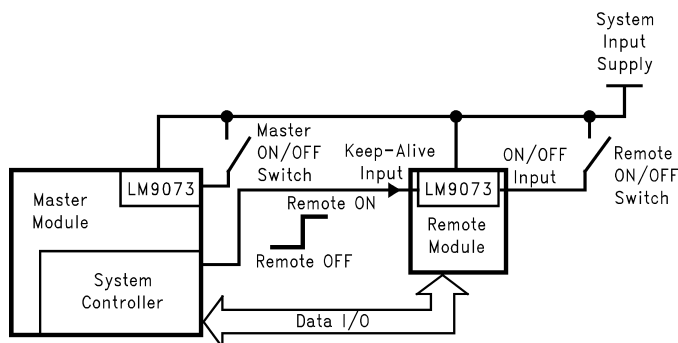 System
Input
Supply
Master
ON/OFF
Switch
Keep-Alive
Input
ON/OFF
Input
Remote
ON/OFF
Switch
LM9073
Master
Module
LM9073
Remote
Module
Remote ON
Remote OFF
System
Controller
Data I/O